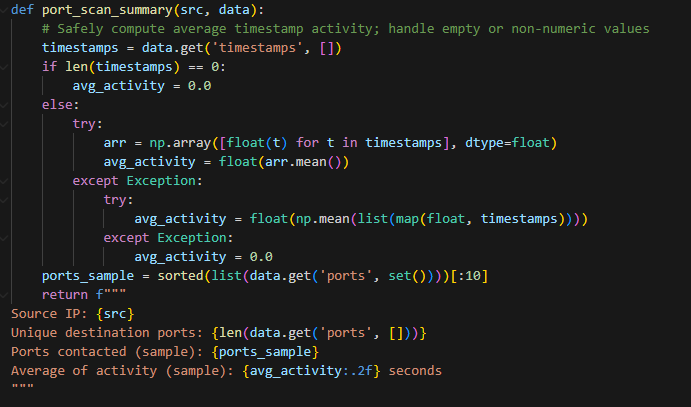 def port_scan_summary(src, data):
    # Safely compute average timestamp activity; handle empty or non-numeric values
    timestamps = data.get('timestamps', [])
    if len(timestamps) == 0:
        avg_activity = 0.0
    else:
        try:
            arr = np.array([float(t) for t in timestamps], dtype=float)
            avg_activity = float(arr.mean())
        except Exception:
            try:
                avg_activity = float(np.mean(list(map(float, timestamps))))
            except Exception:
                avg_activity = 0.0
    ports_sample = sorted(list(data.get('ports', set())))[:10]
    return f"""
Source IP: {src}
Unique destination ports: {len(data.get('ports', []))}
Ports contacted (sample): {ports_sample}
Average of activity (sample): {avg_activity:.2f} seconds
"""